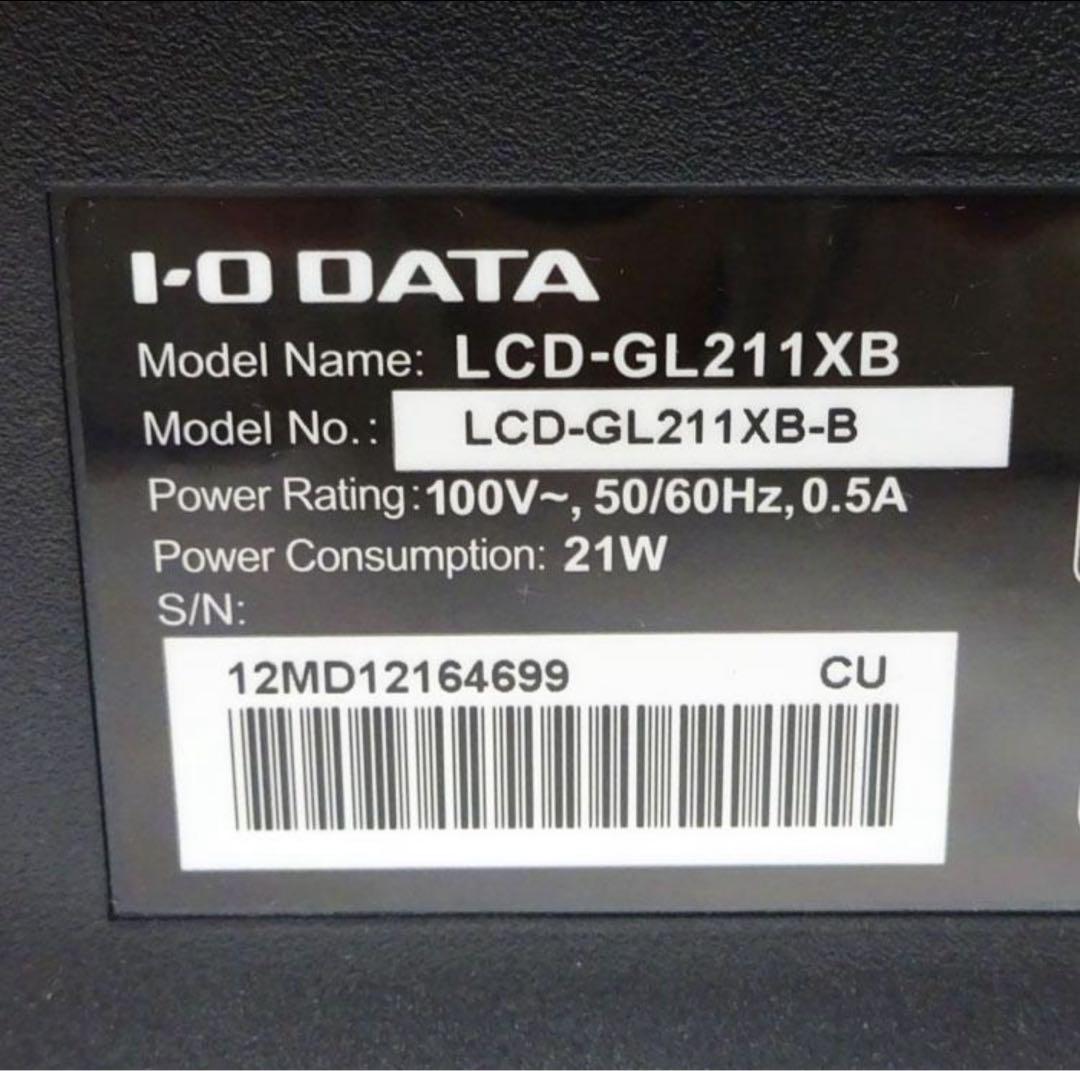 I-O DATA
Model Name: LCD-GL211XB
Model No.: LCD-GL211XB-B
Power Rating:100V~, 50/60Hz, 0.5A
Power Consumption: 21W
S/N:
12MD12164699 CU